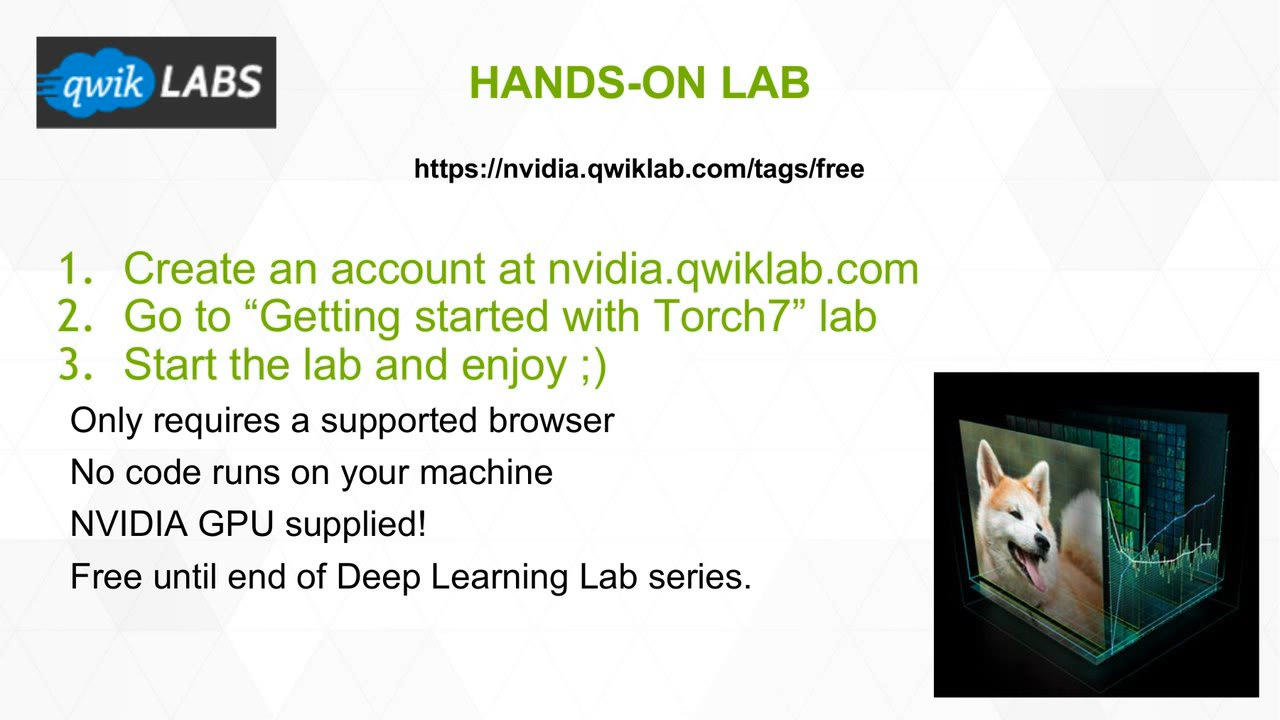 qwik LABS
HANDS-ON LAB
https://nvidia.qwiklab.com/tags/free
1. Create an account at nvidia.qwiklab.com
2. Go to “Getting started with Torch7” lab
3. Start the lab and enjoy ;)
Only requires a supported browser
No code runs on your machine
NVIDIA GPU supplied!
Free until end of Deep Learning Lab series.